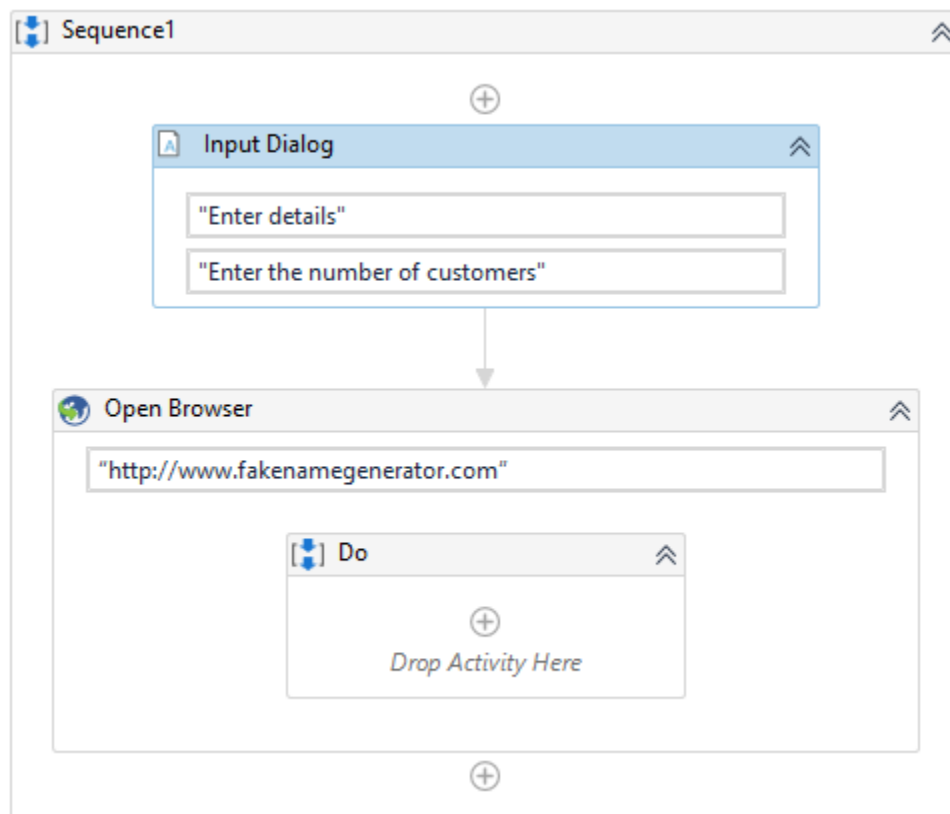 Sequence1
Input Dialog
"Enter details"
"Enter the number of customers"
Open Browser
“http://www.fakenamegenerator.com“
Do
Drop Activity Here